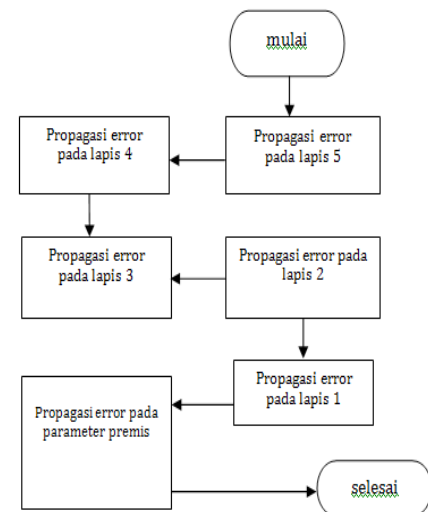 mulai
Propagasi error
pada lapis 4
Propagasi error
pada lapis 5
Propagasi error
pada lapis 3
Propagasi error pada
lapis 2
Propagasi error
pada lapis 1
Propagasi error pada
parameter premis
selesai